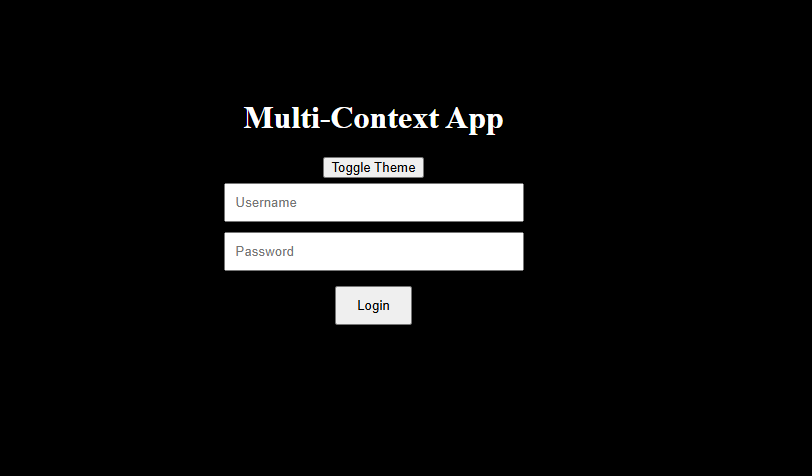 Multi-Context App
Toggle Theme
Username
Password
Login